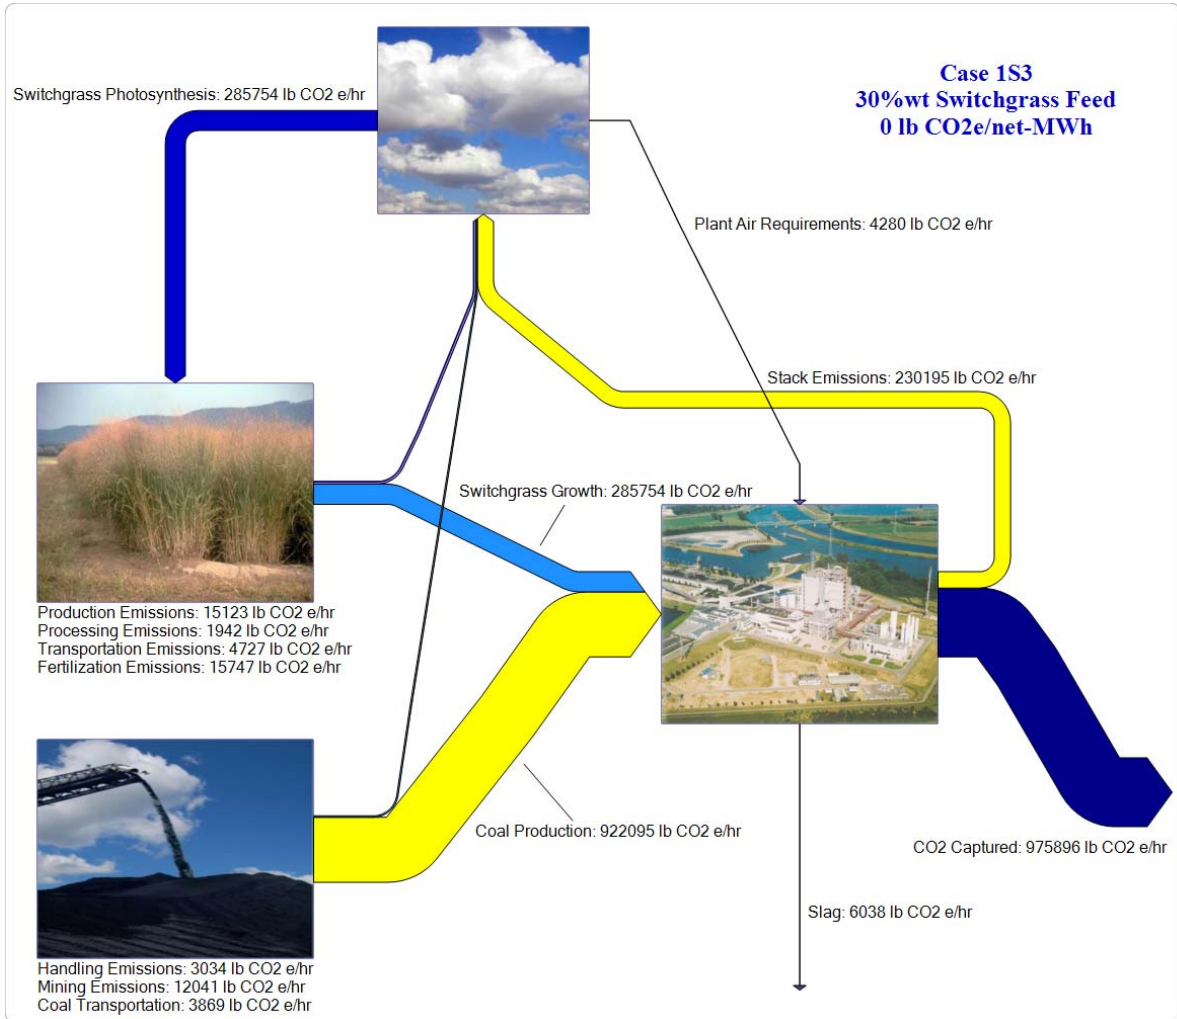 Case 1S3
30%wt Switchgrass Feed
0 lb CO2e/net-MWh
Switchgrass Photosynthesis: 285754 lb CO2 e/hr
Plant Air Requirements: 4280 lb CO2 e/hr
Stack Emissions: 230195 lb CO2 e/hr
Switchgrass Growth: 285754 lb CO2 e/hr
Production Emissions: 15123 lb CO2 e/hr
Processing Emissions: 1942 lb CO2 e/hr
Transportation Emissions: 4727 lb CO2 e/hr
Fertilization Emissions: 15747 lb CO2 e/hr
Coal Production: 922095 lb CO2 e/hr
CO2 Captured: 975896 lb CO2 e/hr
Slag: 6038 lb CO2 e/hr
Handling Emissions: 3034 lb CO2 e/hr
Mining Emissions: 12041 lb CO2 e/hr
Coal Transportation: 3869 lb CO2 e/hr